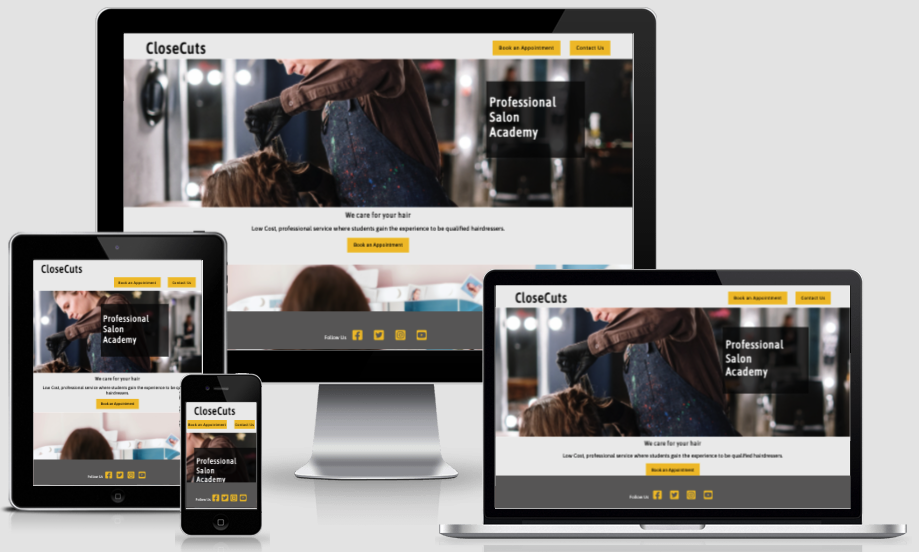 CloseCuts
Book an Appointment
Contact Us
Professional
Salon
Academy
We care for your hair
Low Cost, professional service where students gain the experience to be qualified hairdressers.
Book an Appointment
Follow Us
CloseCuts
Book an Appointment
Contact Us
Professional
Salon
Academy
We care for your hair
Low Cost, professional service where students gain the experience to be
hairdressers.
Book an Appointment
Follow Us
CloseCuts
Book an Appointment
Contact Us
Professional
Salon
Academy
Follow Us
CloseCuts
Book an Appointment
Contact Us
Professional
Salon
Academy
We care for your hair
Low Cost, professional service where students gain the experience to be qualified hairdressers.
Book an Appointment
Follow Us